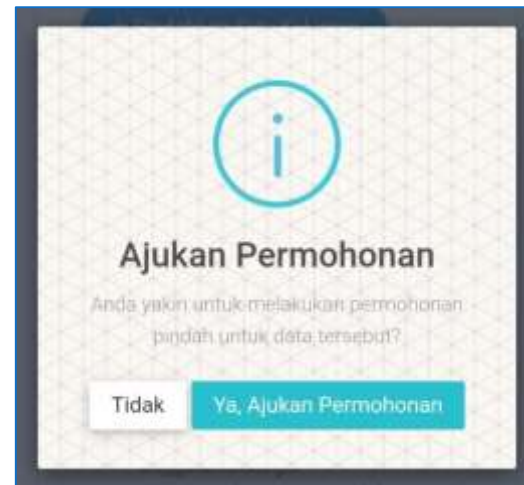 Ajukan Permohonan
Anda yakin untuk melakukan permohonan
pindah untuk data tersebut?
Tidak
Ya, Ajukan Permohonan